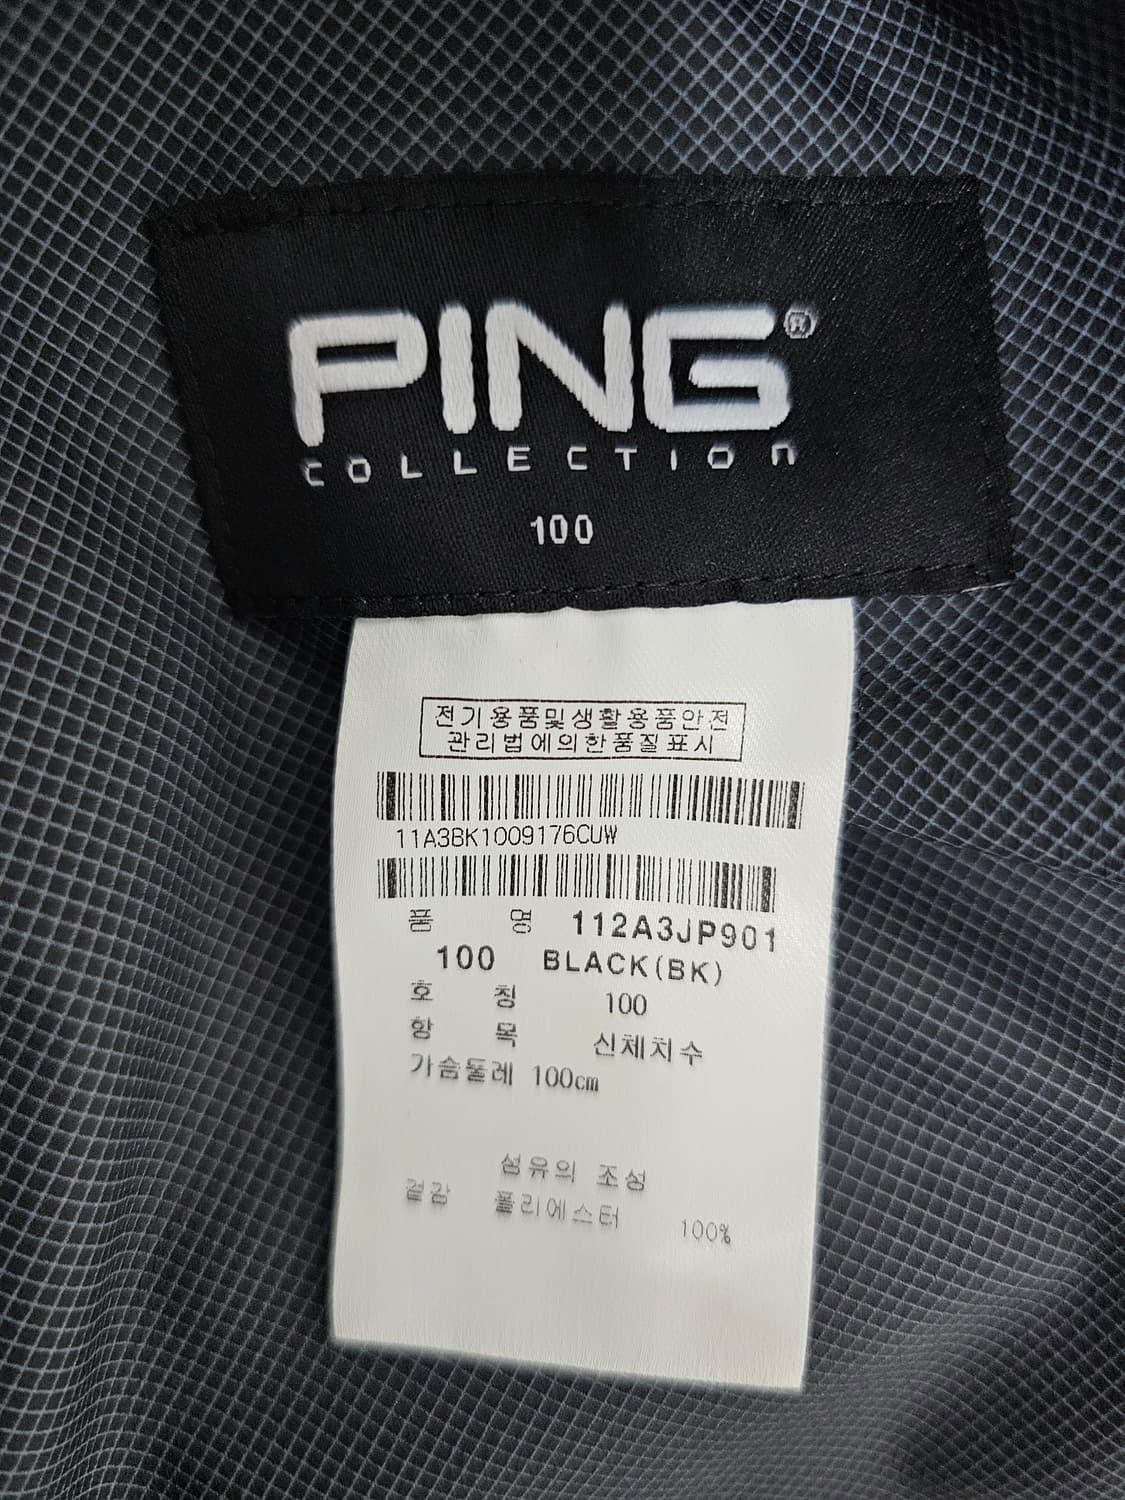 PING®
COLLECTION
100
전기용품및생활용품안전
관리법에의한품질표시
11A3BK1009176CUW
품 명 112A3JP901
100 BLACK(BK)
호 칭 100
항 목 신체치수
가슴둘레 100cm
섬유의 조성
겉감 폴리에스터 100%